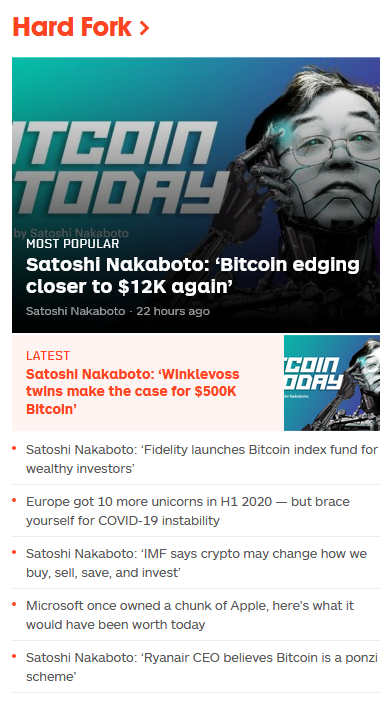 Hard Fork >
ITCOIN
TODAY
by Satoshi Nakaboto
MOST POPULAR
Satoshi Nakaboto: ‘Bitcoin edging
closer to $12K again’
Satoshi Nakaboto · 22 hours ago
LATEST
Satoshi Nakaboto: ‘Winklevoss
twins make the case for $500K
Bitcoin’
COIN
ODAY
• Satoshi Nakaboto: ‘Fidelity launches Bitcoin index fund for
wealthy investors’
• Europe got 10 more unicorns in H1 2020 — but brace
yourself for COVID-19 instability
• Satoshi Nakaboto: ‘IMF says crypto may change how we
buy, sell, save, and invest’
• Microsoft once owned a chunk of Apple, here’s what it
would have been worth today
• Satoshi Nakaboto: ‘Ryanair CEO believes Bitcoin is a ponzi
scheme’